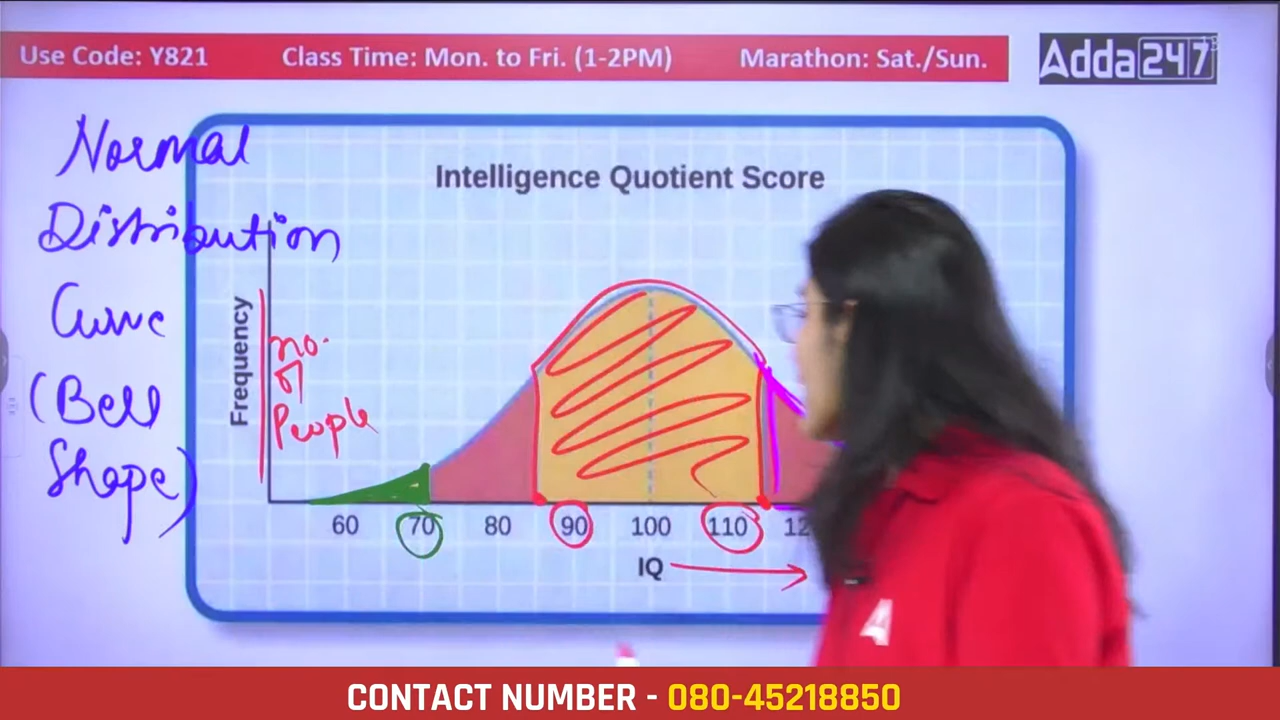 Use Code: Y821 Class Time: Mon. to Fri. (1-2PM) Marathon: Sat./Sun.
Adda247
Normal
Distribution
Curve
(Bell
Shape)
Intelligence Quotient Score
Frequency
no.
of
People
60 70 80 90 100 110
IQ
A
CONTACT NUMBER - 080-45218850